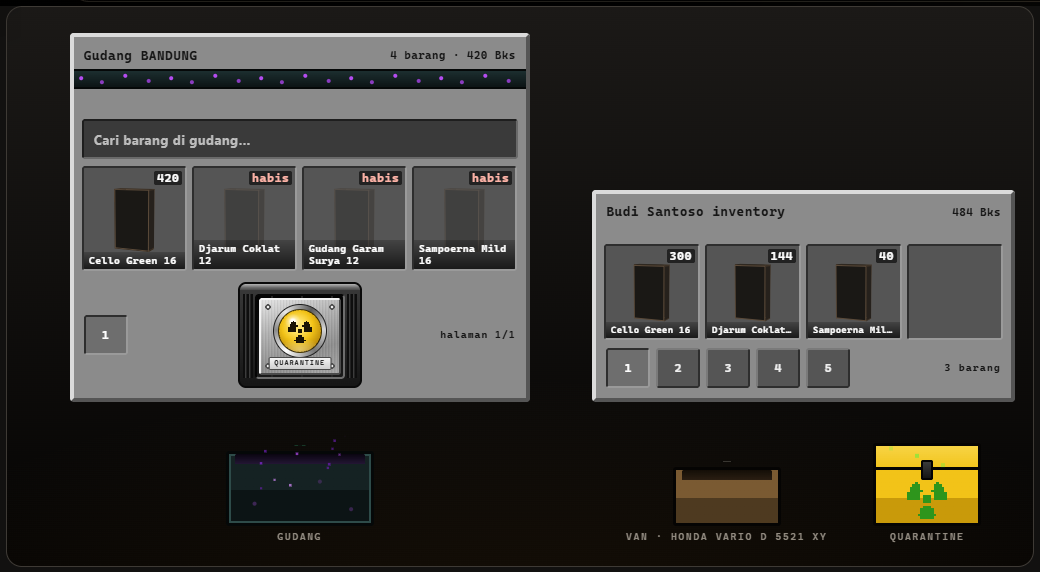 Gudang BANDUNG
4 barang · 420 Bks
Cari barang di gudang...
420
habis
habis
habis
Cello Green 16
Djarum Coklat
12
Gudang Garam
Surya 12
Sampoerna Mild
16
1
QUARANTINE
halaman 1/1
Budi Santoso inventory
484 Bks
300
144
40
Cello Green 16
Djarum Coklat…
Sampoerna Mil…
1
2
3
4
5
3 barang
GUDANG
VAN · HONDA VARIO D 5521 XY
QUARANTINE